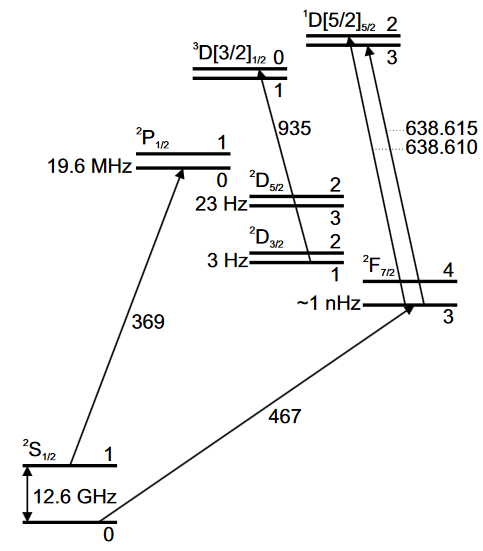 ¹D[5/2]₅/₂ 2
3
³D[3/2]₁/₂ 0
1
638.615
638.610
935
²P₁/₂ 1
19.6 MHz
0
²D₅/₂ 2
23 Hz
3
²D₃/₂ 2
3 Hz
1
²F₇/₂ 4
~1 nHz
3
369
467
²S₁/₂ 1
12.6 GHz
0